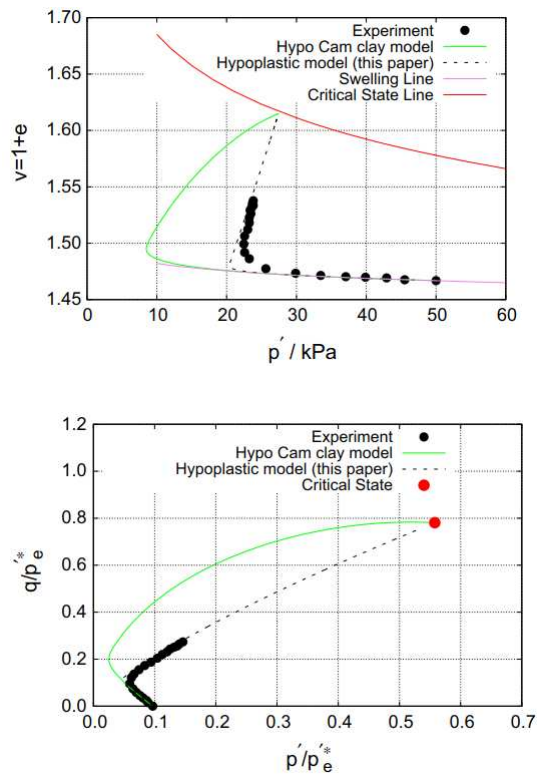 1.70
1.65
1.60
1.55
1.50
1.45
v=1+e
Experiment
Hypo Cam clay model
Hypoplastic model (this paper)
Swelling Line
Critical State Line
0 10 20 30 40 50 60
p′ / kPa
1.2
1.0
0.8
0.6
0.4
0.2
0.0
q/p′*e
Experiment
Hypo Cam clay model
Hypoplastic model (this paper)
Critical State
0.0 0.1 0.2 0.3 0.4 0.5 0.6 0.7
p′/p′*e